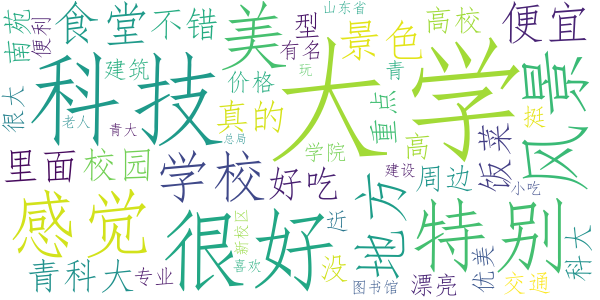 南苑
便利
食堂
不错
美
有名
型
山东省
景色
高校
便宜
科技
大学
风景
很大
建筑
价格
玩
青
重点
挺
老人
青大
真的
总局
学院
高
饭菜
里面
校园
学校
好吃
建设
周边
小吃
感觉
很好
新校区
喜欢
近
没
地方
特别
科大
青科大
专业
图书馆
漂亮
优美
交通